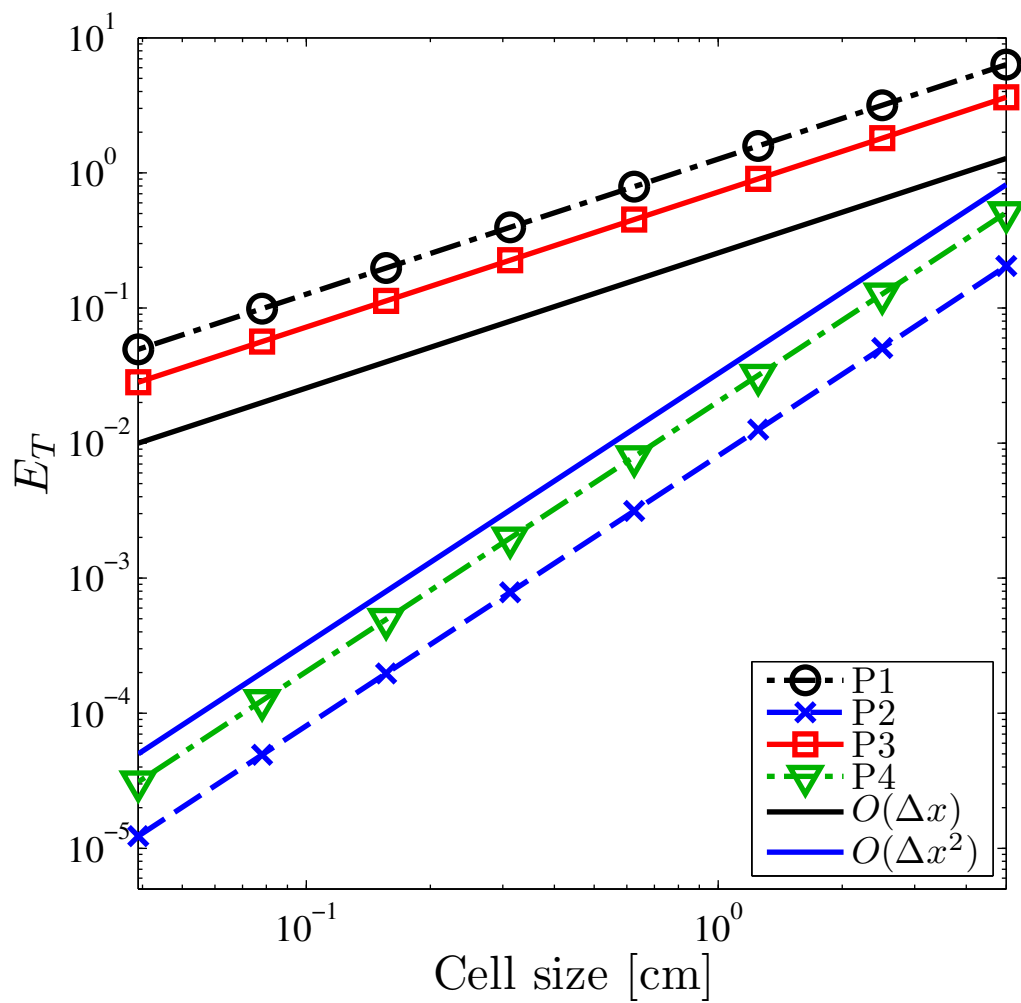 10^1
10^0
10^{-1}
10^{-2}
10^{-3}
10^{-4}
10^{-5}
E_T
10^{-1}
10^0
Cell size [cm]
P1
P2
P3
P4
O(Δx)
O(Δx^2)